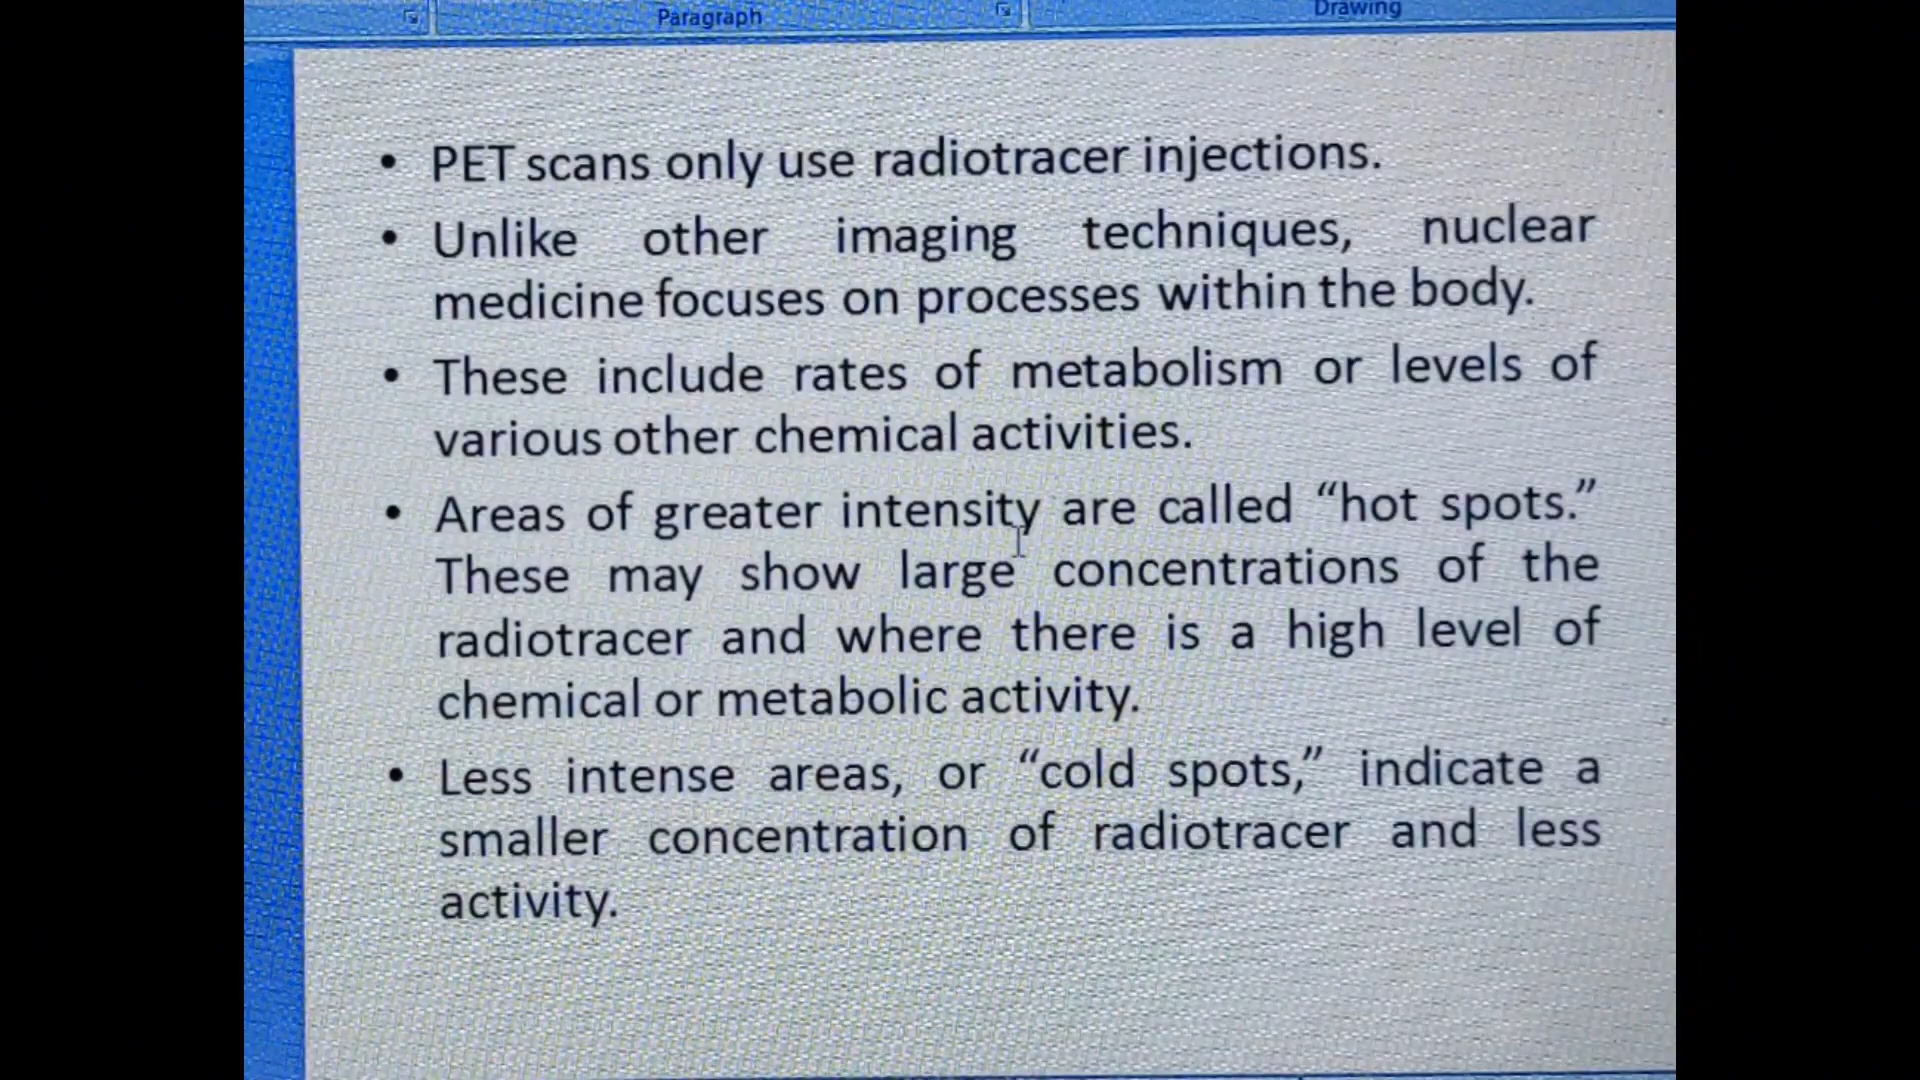 Paragraph
Drawing
• PET scans only use radiotracer injections.
• Unlike other imaging techniques, nuclear
medicine focuses on processes within the body.
• These include rates of metabolism or levels of
various other chemical activities.
• Areas of greater intensity are called “hot spots.”
These may show large concentrations of the
radiotracer and where there is a high level of
chemical or metabolic activity.
• Less intense areas, or “cold spots,” indicate a
smaller concentration of radiotracer and less
activity.